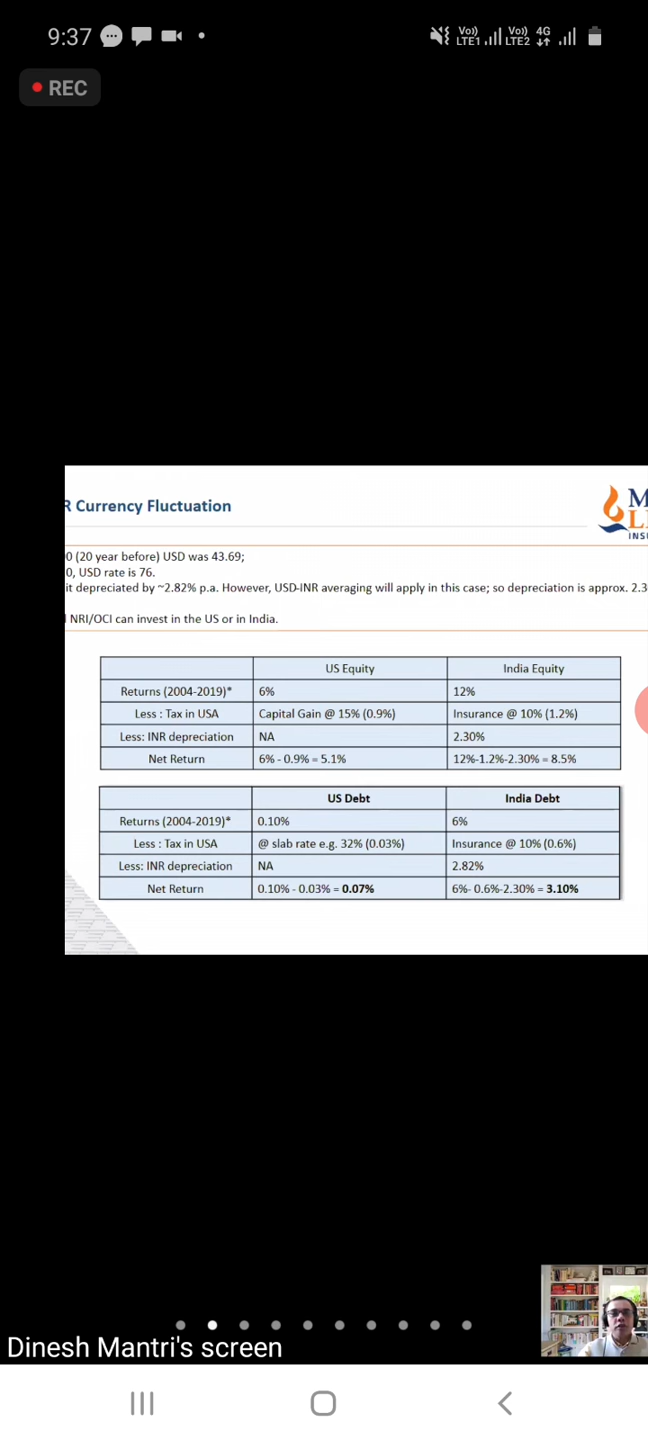 9:37
Vo)) LTE1 Vo)) LTE2 4G
REC
R Currency Fluctuation
M
LI
INS
0 (20 year before) USD was 43.69;
0, USD rate is 76.
it depreciated by ~2.82% p.a. However, USD-INR averaging will apply in this case; so depreciation is approx. 2.3
NRI/OCI can invest in the US or in India.
US Equity India Equity
Returns (2004-2019)* 6% 12%
Less : Tax in USA Capital Gain @ 15% (0.9%) Insurance @ 10% (1.2%)
Less: INR depreciation NA 2.30%
Net Return 6% - 0.9% = 5.1% 12%-1.2%-2.30% = 8.5%
US Debt India Debt
Returns (2004-2019)* 0.10% 6%
Less : Tax in USA @ slab rate e.g. 32% (0.03%) Insurance @ 10% (0.6%)
Less: INR depreciation NA 2.82%
Net Return 0.10% - 0.03% = 0.07% 6%- 0.6%-2.30% = 3.10%
Dinesh Mantri's screen